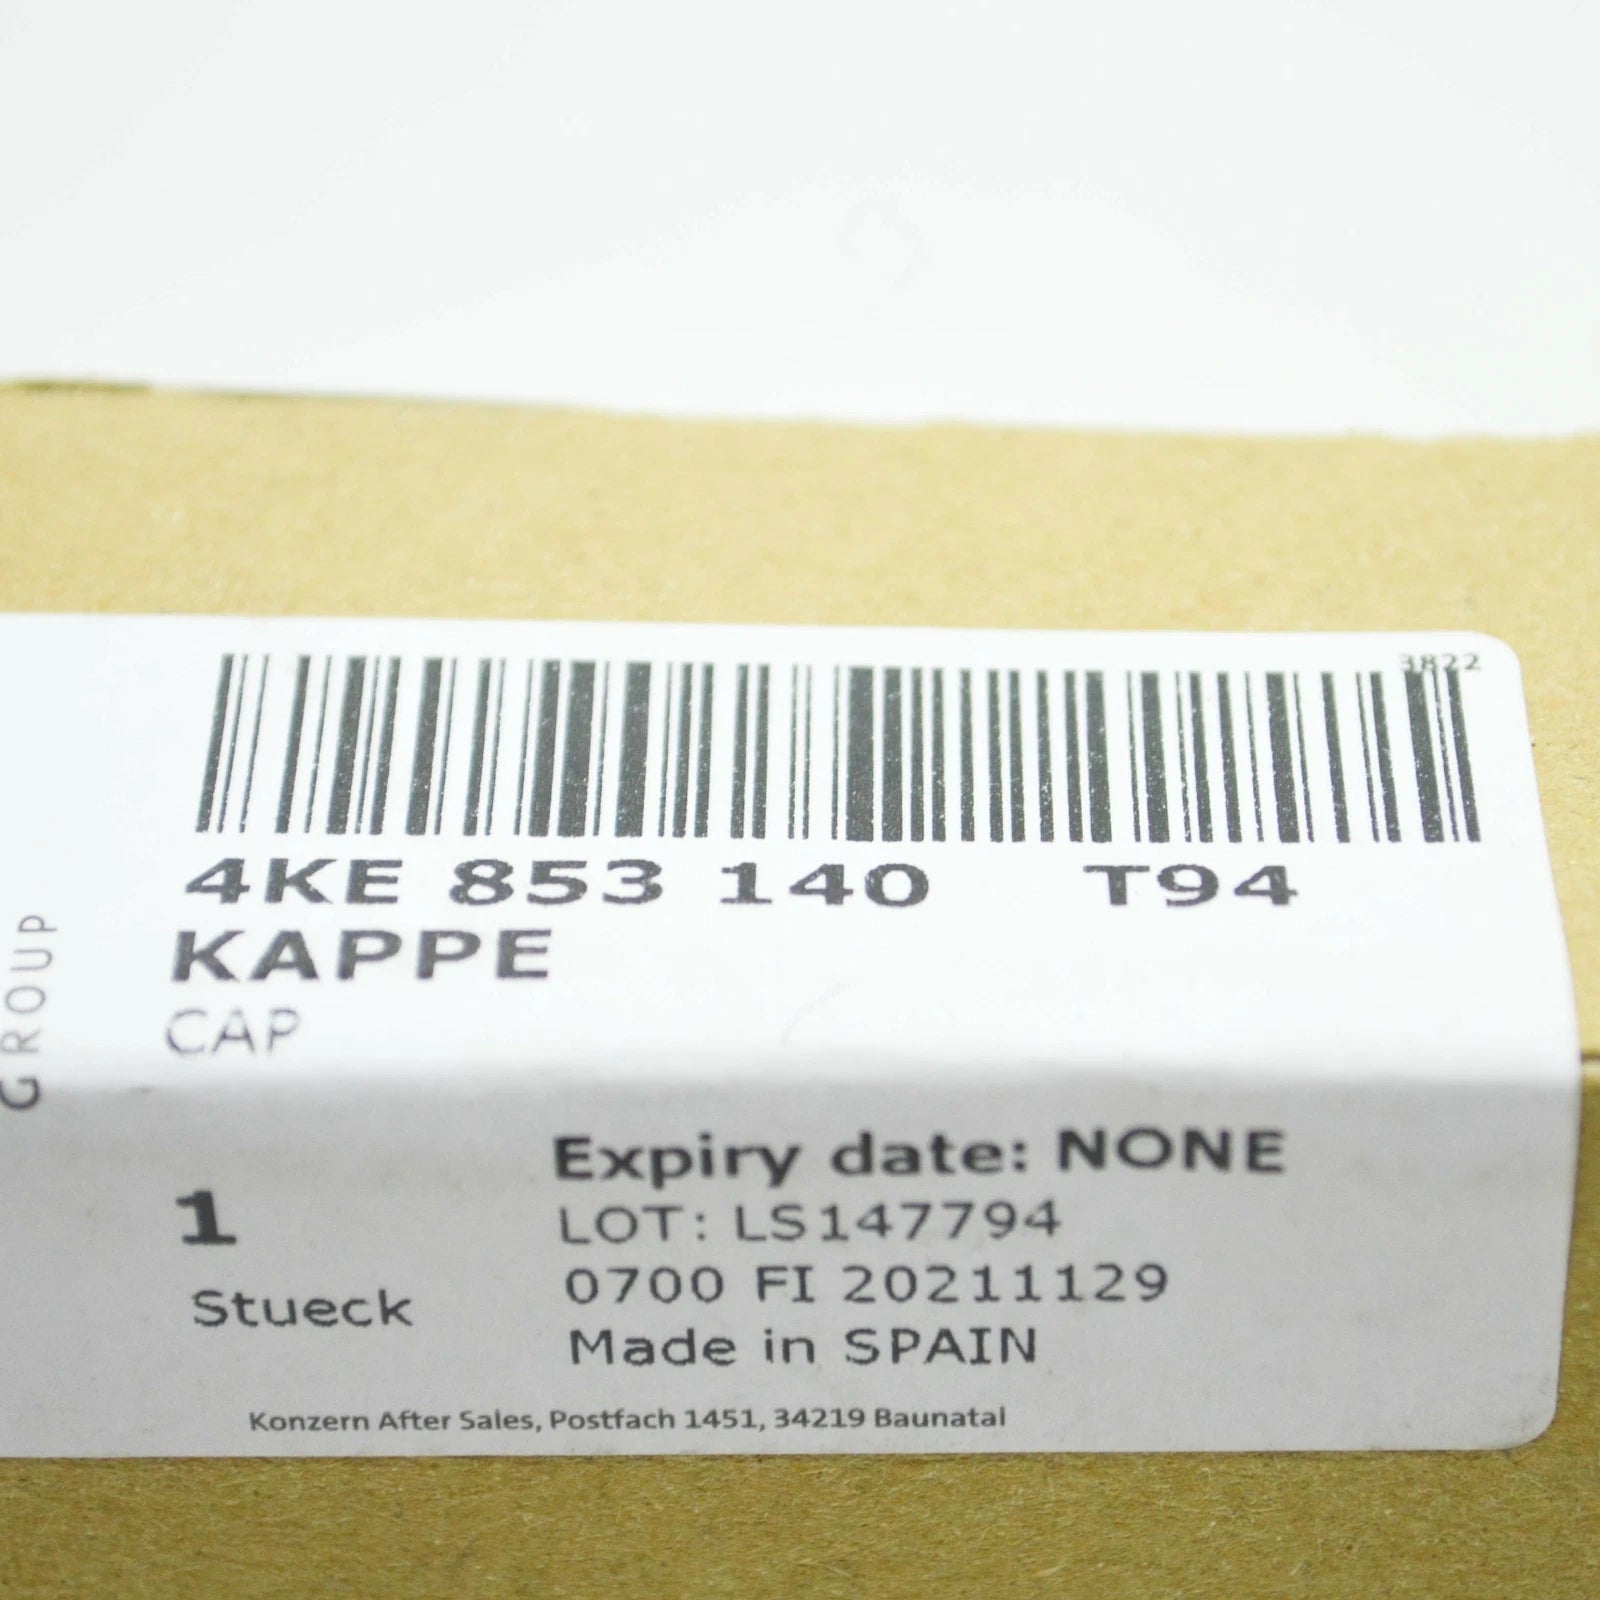 3822
4KE 853 140 T94
KAPPE
CAP
GROUP
Expiry date: NONE
1
LOT: LS147794
Stueck
0700 FI 20211129
Made in SPAIN
Konzern After Sales, Postfach 1451, 34219 Baunatal